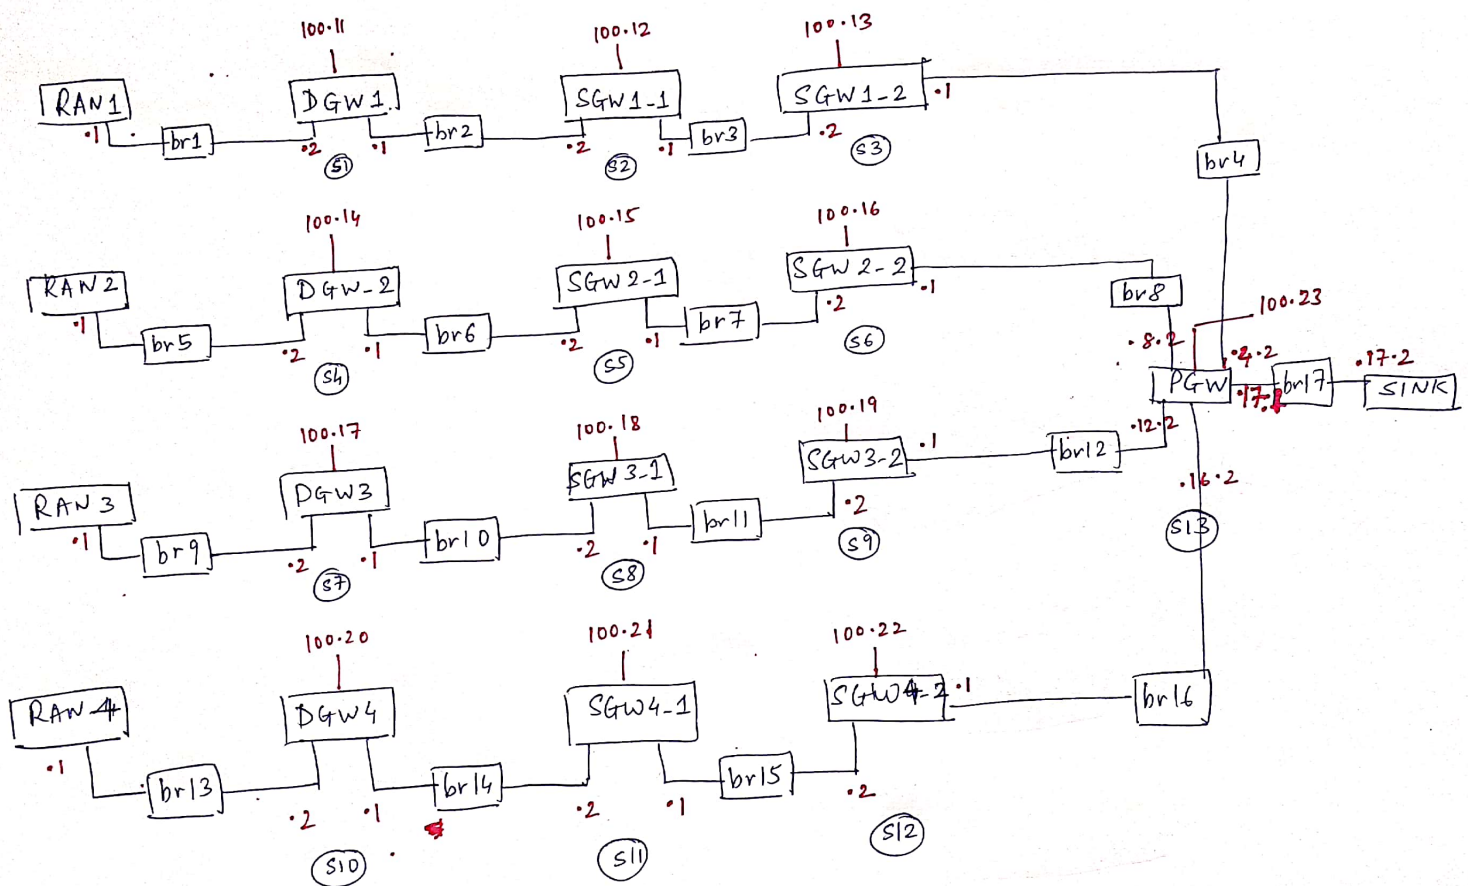 100.11 100.12 100.13
RAN1 DGW1 SGW1-1 SGW1-2 .1
.1 br1 .2 .1 br2 .2 .1 br3 .2
S1 S2 S3 br4
100.14 100.15 100.16
RAN2 DGW-2 SGW2-1 SGW2-2 .1
.1 br5 .2 .1 br6 .2 .1 br7 .2 br8
S4 S5 S6
100.23
.8.2 .4.2 .17.2
PGW br17 SINK
.17.1
100.17 100.18 100.19 .12.2
RAN3 DGW3 SGW3-1 SGW3-2 .1 br12
.16.2
.1 br9 .2 .1 br10 .2 .1 br11 .2
S7 S8 S9 S13
100.20 100.21 100.22
RAN-4 DGW4 SGW4-1 SGW4-2 .1 br16
.1 br13 .2 .1 br14 .2 .1 br15 .2
S10 S11 S12